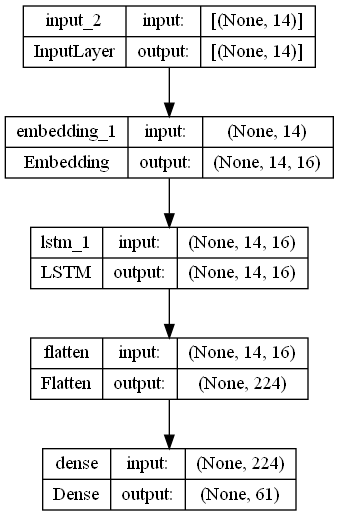 input_2 input: [(None, 14)]
InputLayer output: [(None, 14)]
embedding_1 input: (None, 14)
Embedding output: (None, 14, 16)
lstm_1 input: (None, 14, 16)
LSTM output: (None, 14, 16)
flatten input: (None, 14, 16)
Flatten output: (None, 224)
dense input: (None, 224)
Dense output: (None, 61)